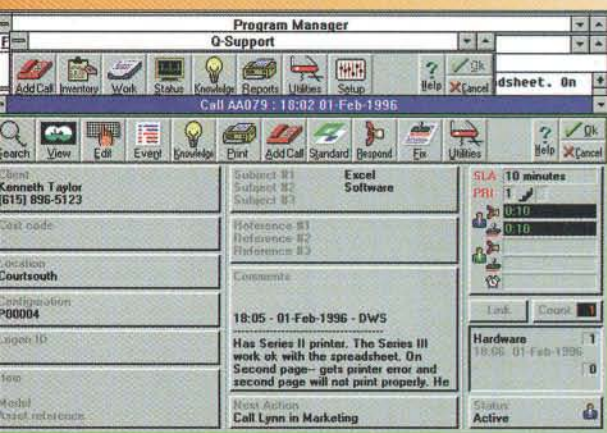 Program Manager
Q-Support
Add Call Inventory Work Status Knowledge Reports Utilities Setup Help Ok Cancel
dsheet. On
Call AA079 : 18:02 01-Feb-1996
Search View Edit Event Knowledge Print Add Call Standard Respond Fix Utilities Help Ok Cancel
Client
Kenneth Taylor
(615) 896-5123
Cost code
Location
Courtsouth
Configuration
P00004
Logon ID
Item
Model
Asset reference
Subject #1 Excel
Subject #2 Software
Subject #3
Reference #1
Reference #2
Reference #3
Comments
18:05 - 01-Feb-1996 - DWS
Has Series II printer. The Series III
work ok with the spreadsheet. On
Second page-- gets printer error and
second page will not print properly. He
Next Action
Call Lynn in Marketing
SLA: 10 minutes
PRI: 1
0:10
0:10
Link Count: 1
Hardware 1
18:06 01-Feb-1996
0
Status:
Active